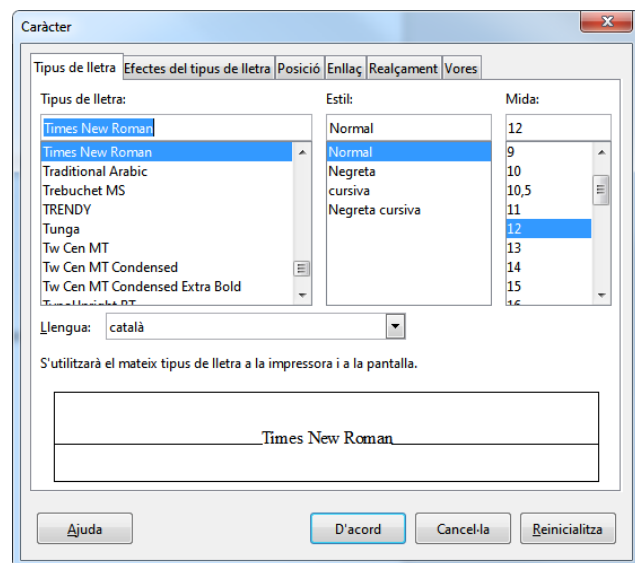 Caràcter
Tipus de lletra Efectes del tipus de lletra Posició Enllaç Realçament Vores
Tipus de lletra: Estil: Mida:
Times New Roman Normal 12
Times New Roman Normal 9
Traditional Arabic Negreta 10
Trebuchet MS cursiva 10,5
TRENDY Negreta cursiva 11
Tunga 12
Tw Cen MT 13
Tw Cen MT Condensed 14
Tw Cen MT Condensed Extra Bold 15
TypoUpright BT 16
Llengua: català
S'utilitzarà el mateix tipus de lletra a la impressora i a la pantalla.
Times New Roman
Ajuda D'acord Cancel·la Reinicialitza